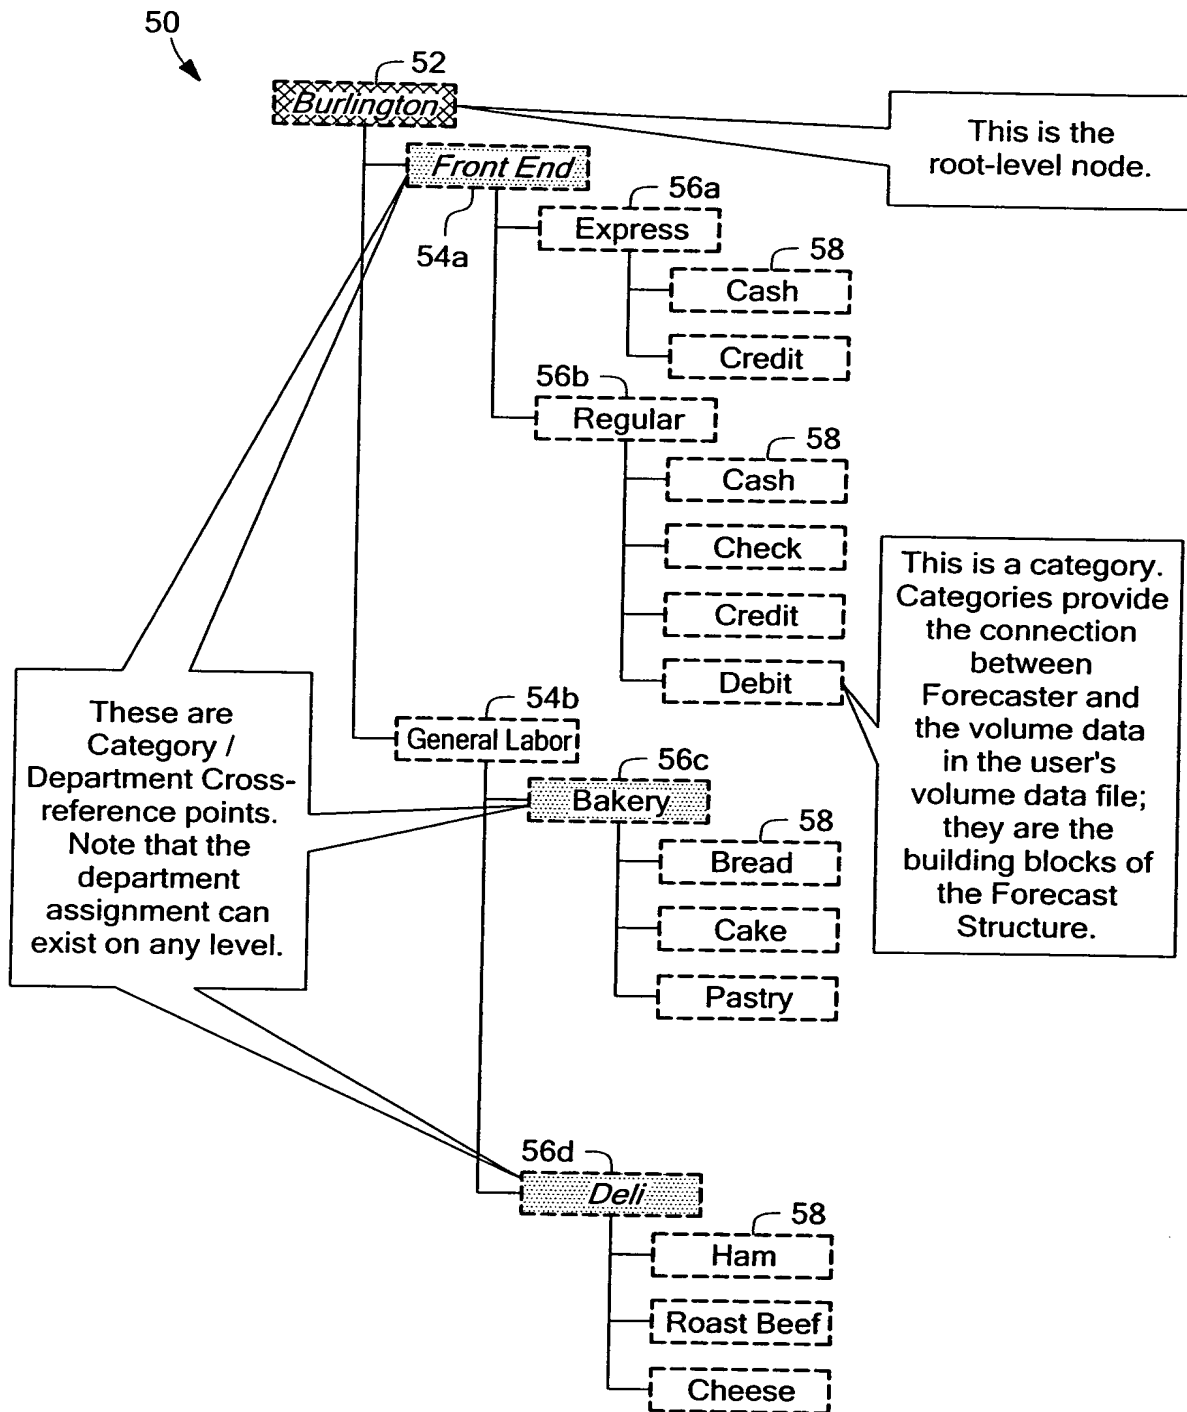 50
52
Burlington
This is the
root-level node.
Front End
54a
56a
Express
58
Cash
Credit
56b
Regular
58
Cash
Check
Credit
Debit
This is a category.
Categories provide
the connection
between
Forecaster and
the volume data
in the user's
volume data file;
they are the
building blocks of
the Forecast
Structure.
These are
Category /
Department Cross-
reference points.
Note that the
department
assignment can
exist on any level.
54b
General Labor
56c
Bakery
58
Bread
Cake
Pastry
56d
Deli
58
Ham
Roast Beef
Cheese